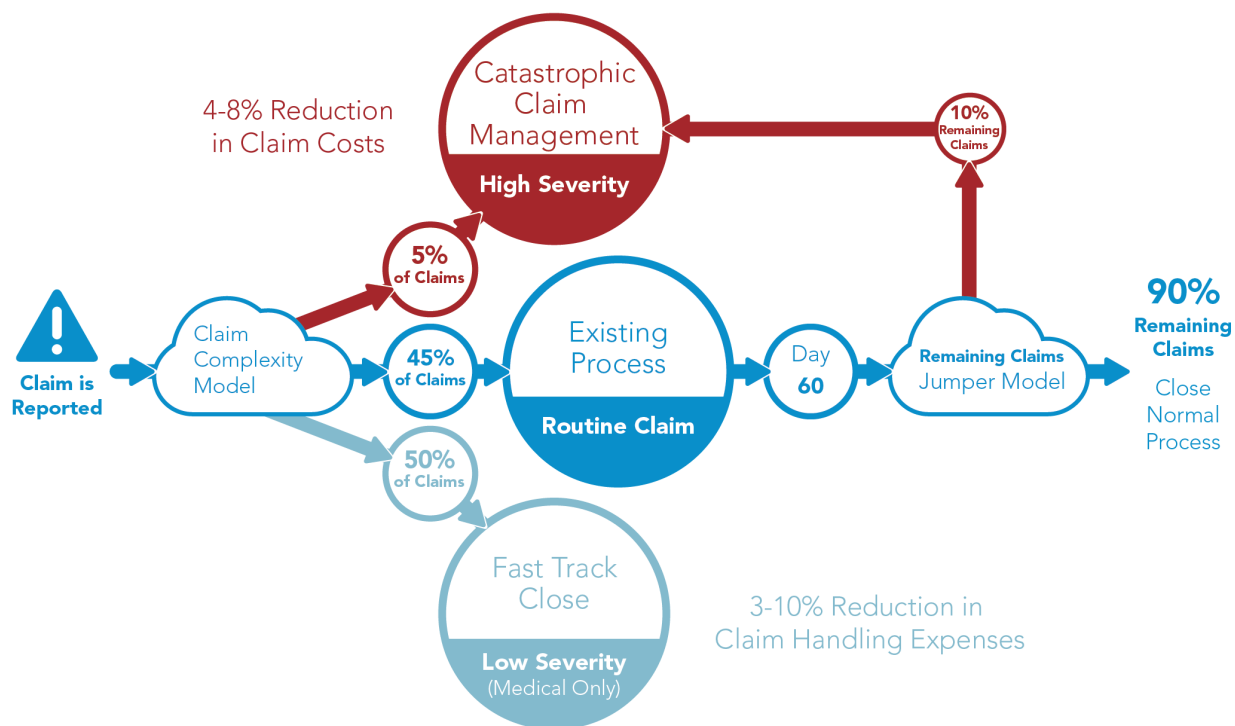 4-8% Reduction
in Claim Costs
Catastrophic
Claim
Management
High Severity
10%
Remaining
Claims
5%
of Claims
Claim is
Reported
Claim
Complexity
Model
45%
of Claims
Existing
Process
Routine Claim
Day
60
Remaining Claims
Jumper Model
90%
Remaining
Claims
Close
Normal
Process
50%
of Claims
Fast Track
Close
Low Severity
(Medical Only)
3-10% Reduction in
Claim Handling Expenses